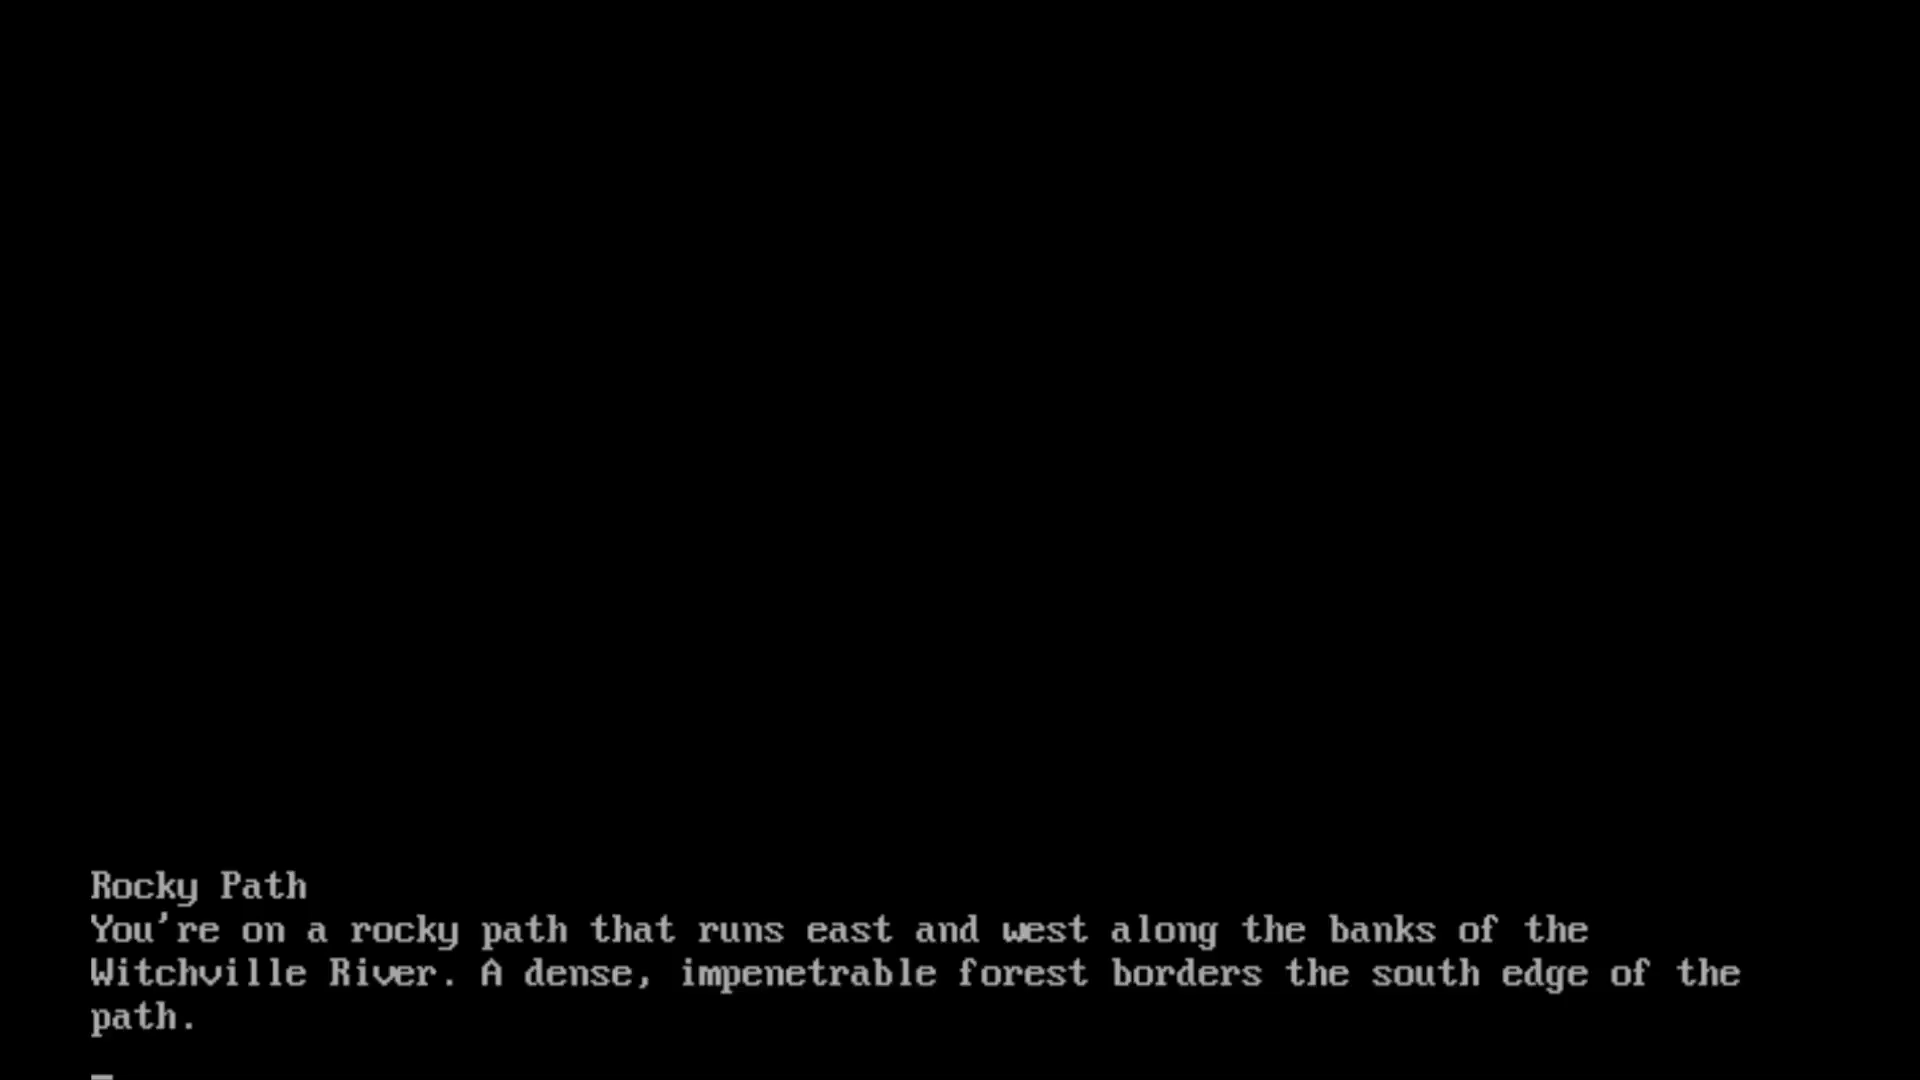 Rocky Path
You're on a rocky path that runs east and west along the banks of the
Witchville River. A dense, impenetrable forest borders the south edge of the
path.